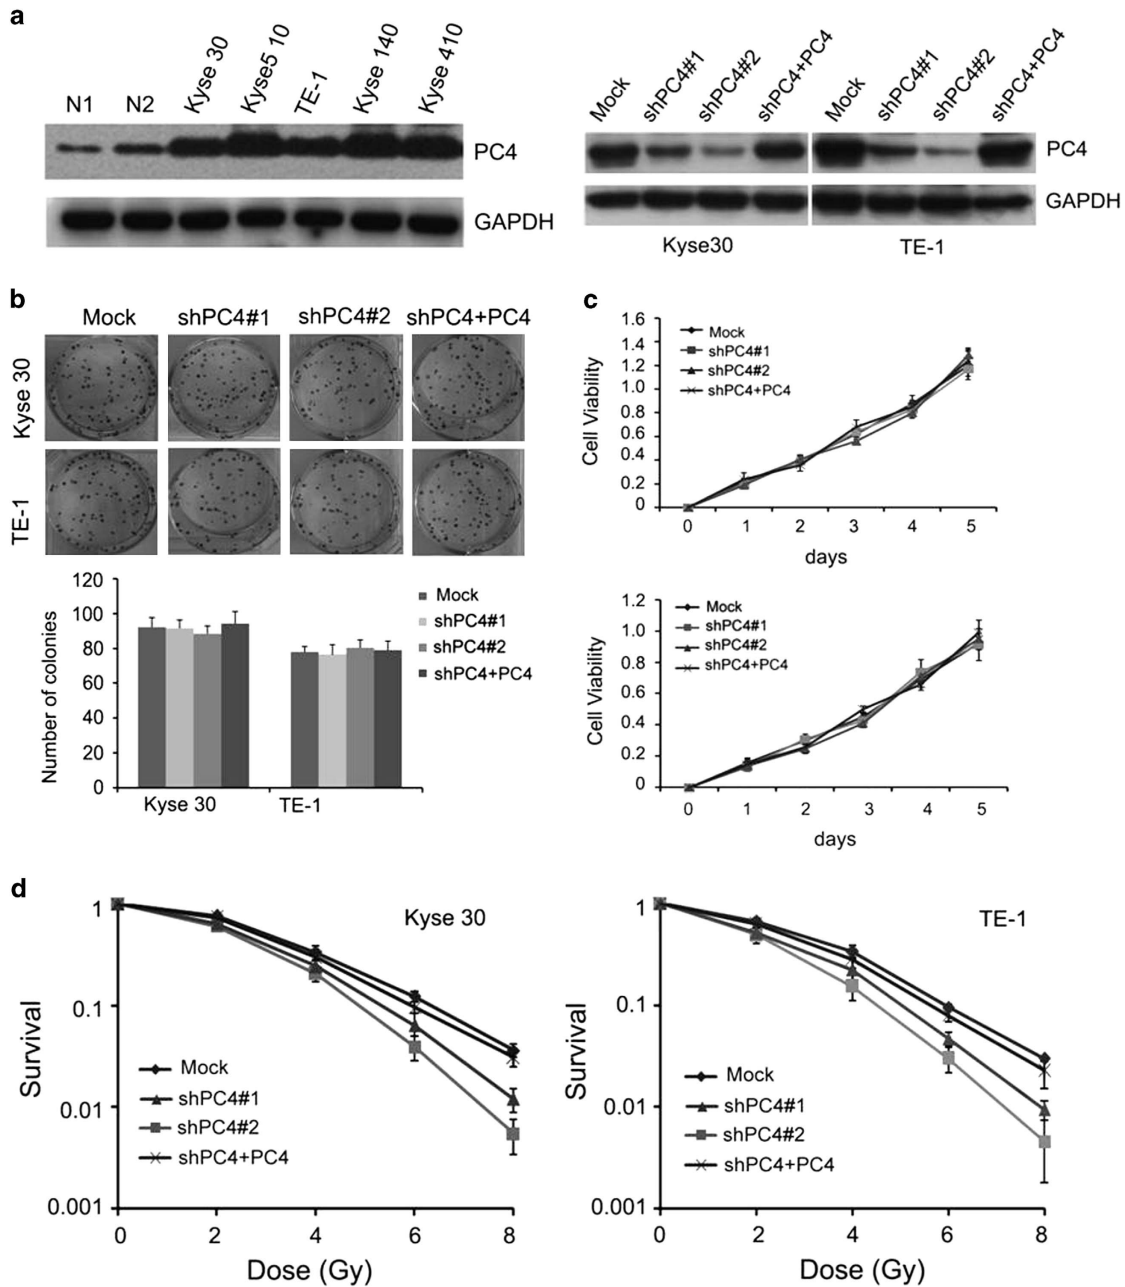 a
N1 N2 Kyse 30 Kyse5 10 TE-1 Kyse 140 Kyse 410
PC4
GAPDH
Mock shPC4#1 shPC4#2 shPC4+PC4 Mock shPC4#1 shPC4#2 shPC4+PC4
PC4
GAPDH
Kyse30 TE-1
b
Mock shPC4#1 shPC4#2 shPC4+PC4
Kyse 30
TE-1
Number of colonies
120
100
80
60
40
20
0
Kyse 30 TE-1
Mock
shPC4#1
shPC4#2
shPC4+PC4
c
Cell Viability
1.6
1.4
1.2
1.0
0.8
0.6
0.4
0.2
0
Mock
shPC4#1
shPC4#2
shPC4+PC4
0 1 2 3 4 5
days
Cell Viability
1.2
1.0
0.8
0.6
0.4
0.2
0
Mock
shPC4#1
shPC4#2
shPC4+PC4
0 1 2 3 4 5
days
d
Kyse 30
Survival
1
0.1
0.01
0.001
Mock
shPC4#1
shPC4#2
shPC4+PC4
0 2 4 6 8
Dose (Gy)
TE-1
Survival
1
0.1
0.01
0.001
Mock
shPC4#1
shPC4#2
shPC4+PC4
0 2 4 6 8
Dose (Gy)